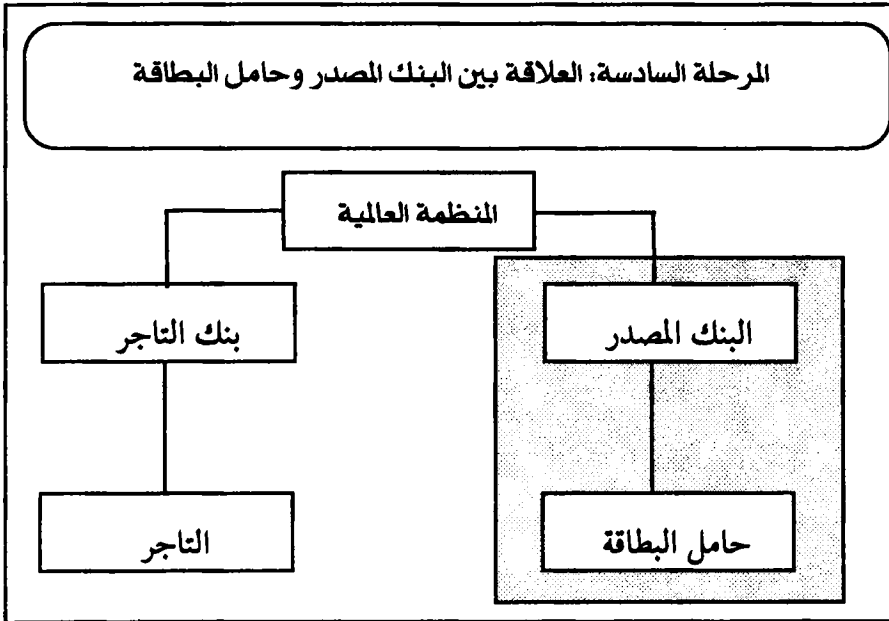 المرحلة السادسة: العلاقة بين البنك المصدر وحامل البطاقة
المنظمة العالمية
البنك المصدر
بنك التاجر
حامل البطاقة
التاجر